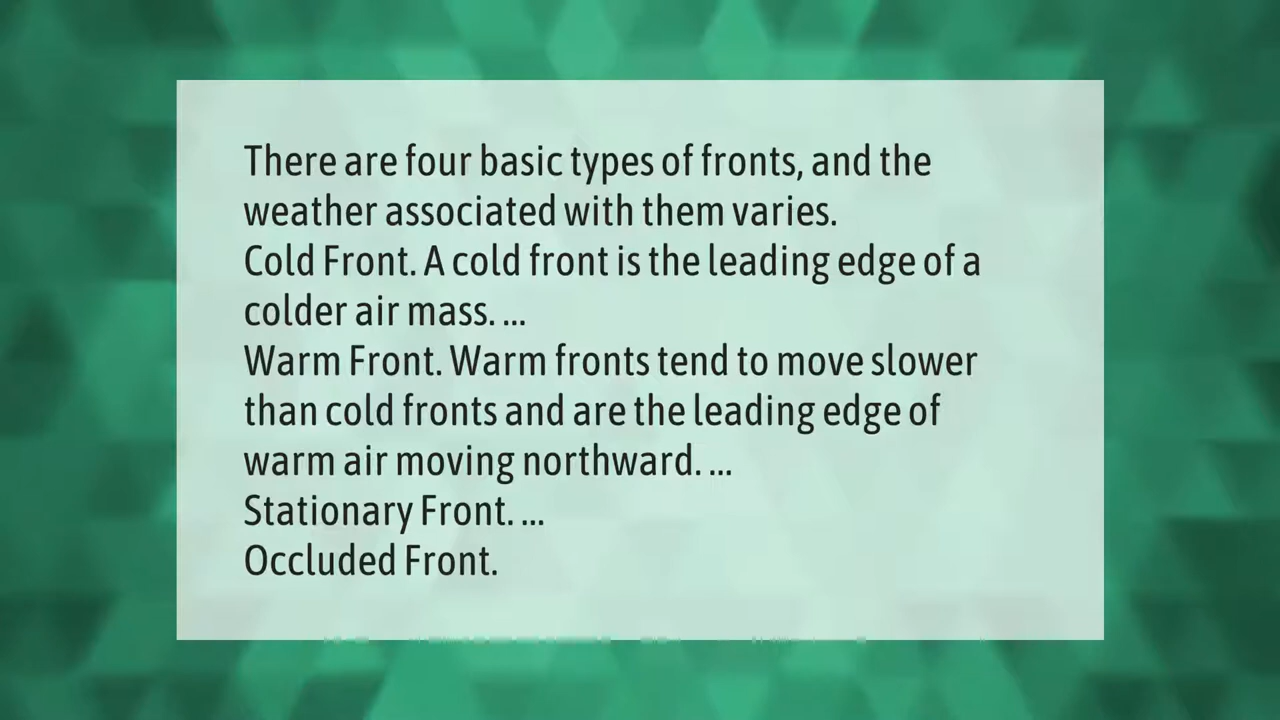 There are four basic types of fronts, and the
weather associated with them varies.
Cold Front. A cold front is the leading edge of a
colder air mass. ...
Warm Front. Warm fronts tend to move slower
than cold fronts and are the leading edge of
warm air moving northward. ...
Stationary Front. ...
Occluded Front.